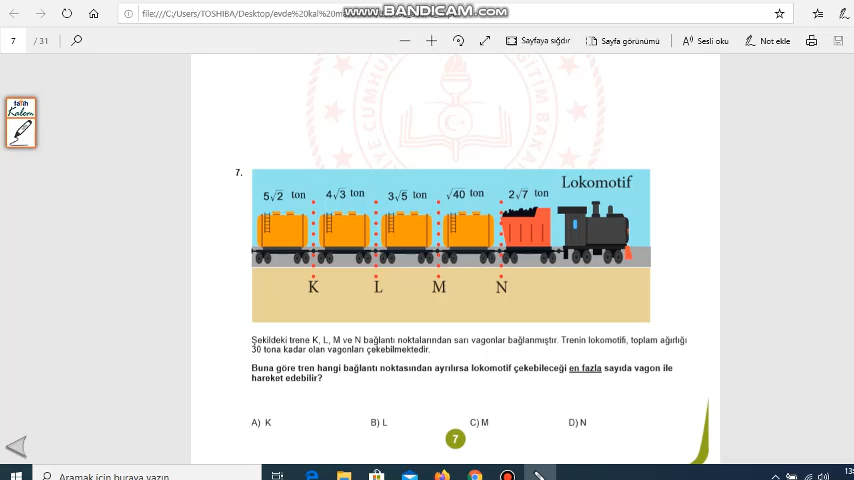 file:///C:/Users/TOSHIBA/Desktop/evde%20kal%20m
www.BANDICAM.com
7 /31
Sayfaya sığdır
Sayfa görünümü
Sesli oku
Not ekle
fatih
Kalem
7.
5√2 ton 4√3 ton 3√5 ton √40 ton 2√7 ton
Lokomotif
K L M N
Şekildeki trene K, L, M ve N bağlantı noktalarından sarı vagonlar bağlanmıştır. Trenin lokomotifi, toplam ağırlığı
30 tona kadar olan vagonları çekebilmektedir.
Buna göre tren hangi bağlantı noktasından ayrılırsa lokomotif çekebileceği en fazla sayıda vagon ile
hareket edebilir?
A) K B) L C) M D) N
7
Aramak için buraya yazın